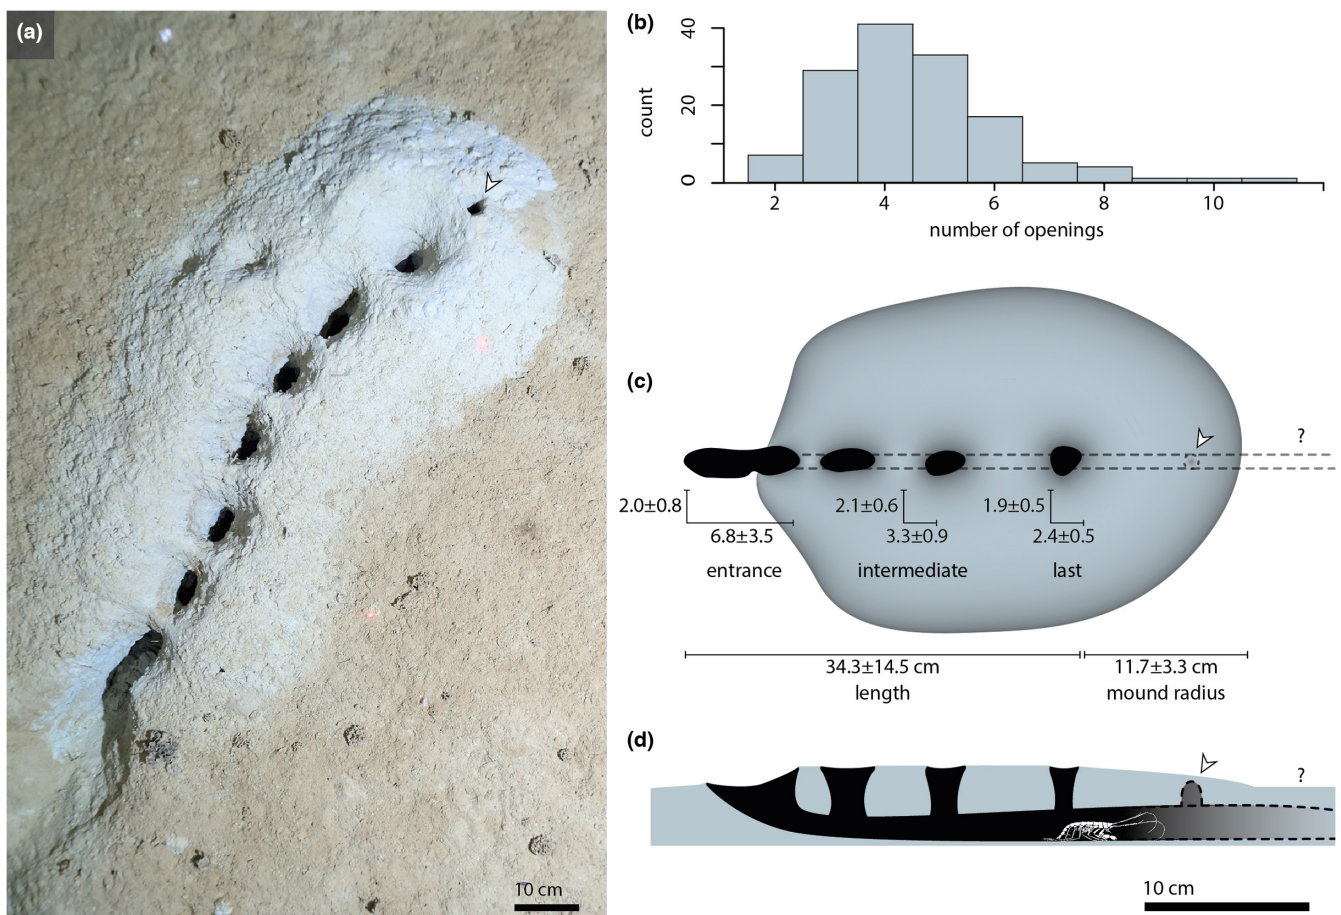 (a)
10 cm
(b)
40
20
0
count
2 4 6 8 10
number of openings
(c)
?
2.0±0.8
6.8±3.5
2.1±0.6
3.3±0.9
1.9±0.5
2.4±0.5
entrance intermediate last
34.3±14.5 cm 11.7±3.3 cm
length mound radius
(d)
?
10 cm